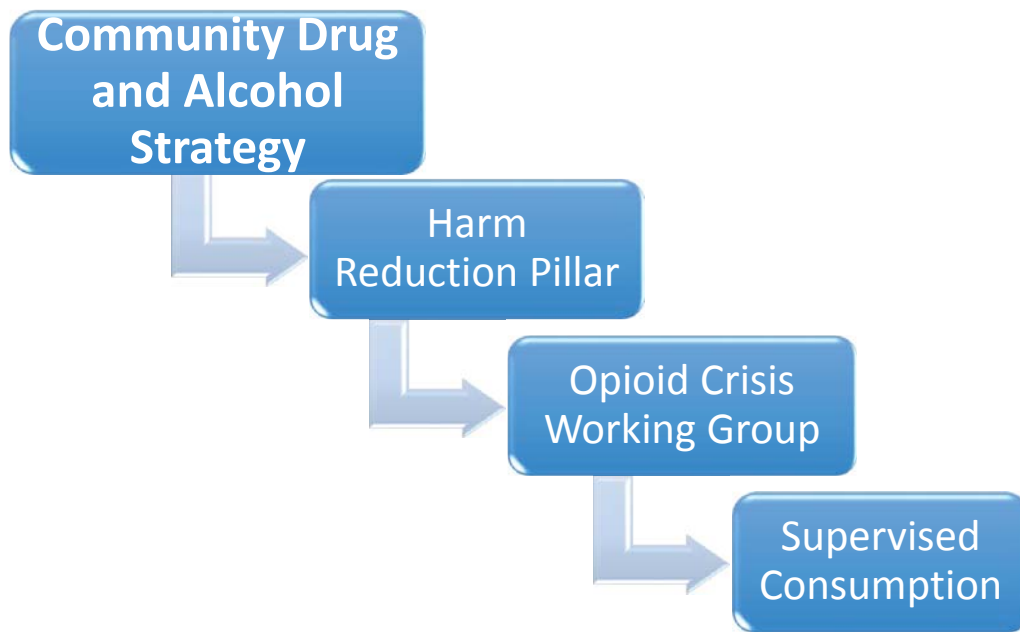 Community Drug
and Alcohol
Strategy
Harm
Reduction Pillar
Opioid Crisis
Working Group
Supervised
Consumption